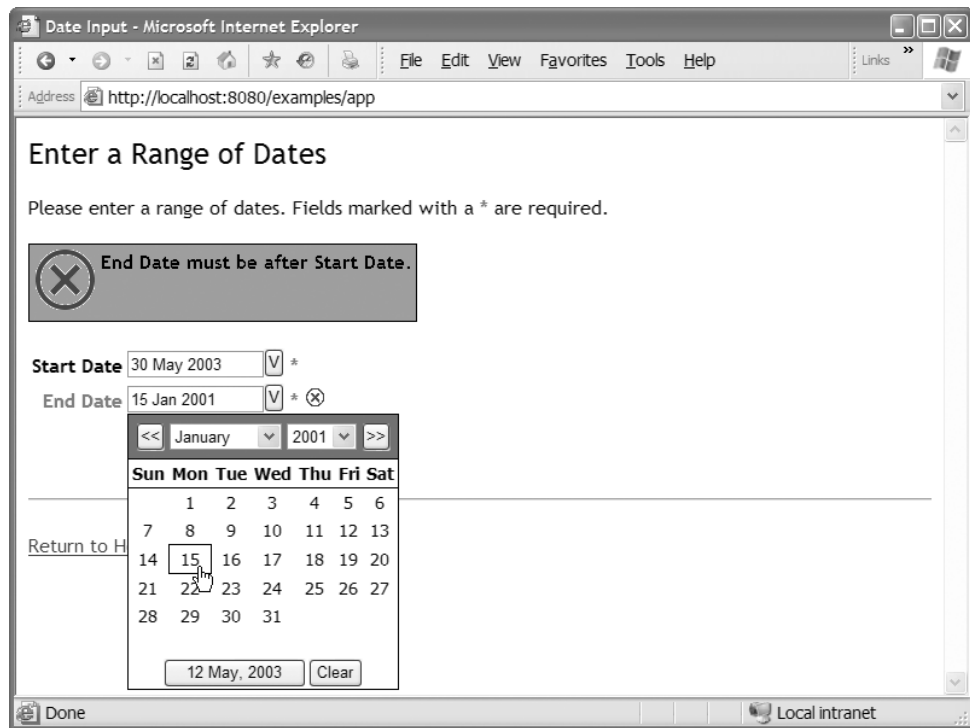 Date Input - Microsoft Internet Explorer
File Edit View Favorites Tools Help Links »
Address http://localhost:8080/examples/app
Enter a Range of Dates
Please enter a range of dates. Fields marked with a * are required.
End Date must be after Start Date.
Start Date 30 May 2003 V *
End Date 15 Jan 2001 V *
<< January 2001 >>
Sun Mon Tue Wed Thu Fri Sat
1 2 3 4 5 6
7 8 9 10 11 12 13
Return to H
14 15 16 17 18 19 20
21 22 23 24 25 26 27
28 29 30 31
12 May, 2003 Clear
Done Local intranet